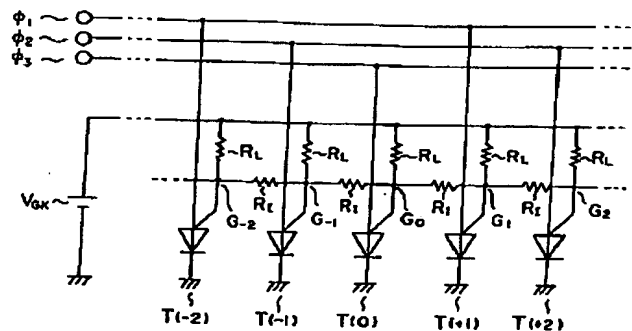 φ1
φ2
φ3
RL RL RL RL RL
VGK
RI RI RI RI
G-2 G-1 G0 G1 G2
T(-2) T(-1) T(0) T(+1) T(+2)